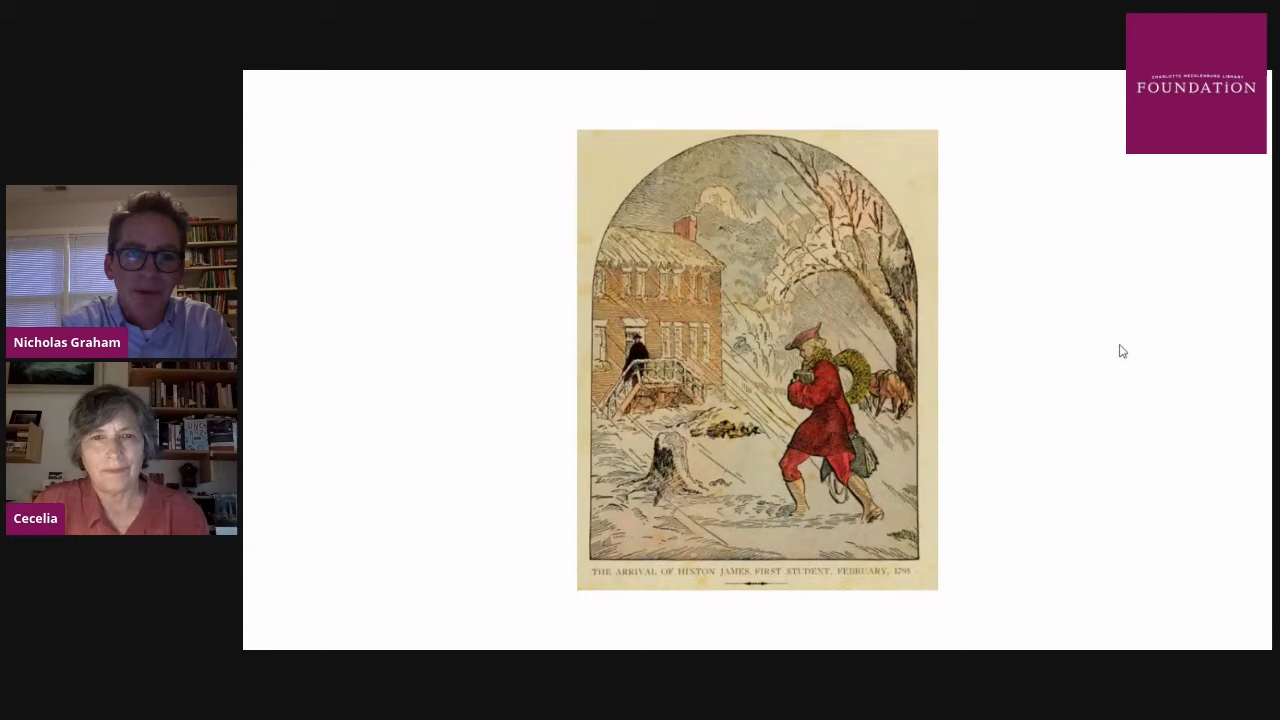 CHARLOTTE MECKLENBURG LIBRARY
FOUNDATION
Nicholas Graham
Cecelia
THE ARRIVAL OF HINTON JAMES, FIRST STUDENT, FEBRUARY, 1795